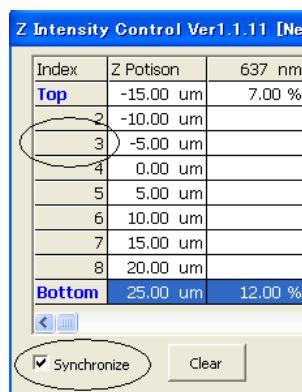 Z Intensity Control Ver1.1.11 [Ne
Index Z Potison 637 nm
Top -15.00 um 7.00 %
2 -10.00 um
3 -5.00 um
4 0.00 um
5 5.00 um
6 10.00 um
7 15.00 um
8 20.00 um
Bottom 25.00 um 12.00 %
Synchronize Clear